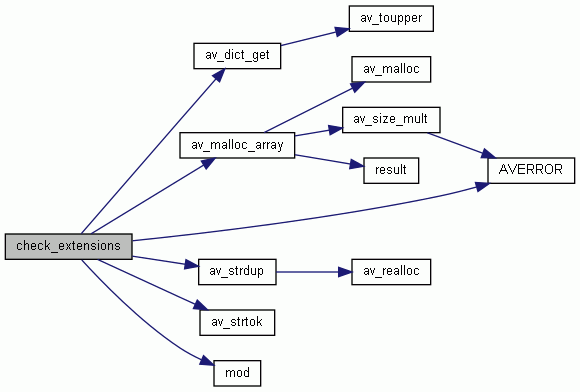 av_toupper
av_dict_get
av_malloc
av_size_mult
av_malloc_array
result
AVERROR
check_extensions
av_strdup
av_realloc
av_strtok
mod